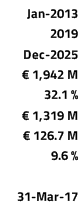 Jan-2013
2019
Dec-2025
€ 1,942 M
32.1 %
€ 1,319 M
€ 126.7 M
9.6 %
31-Mar-17